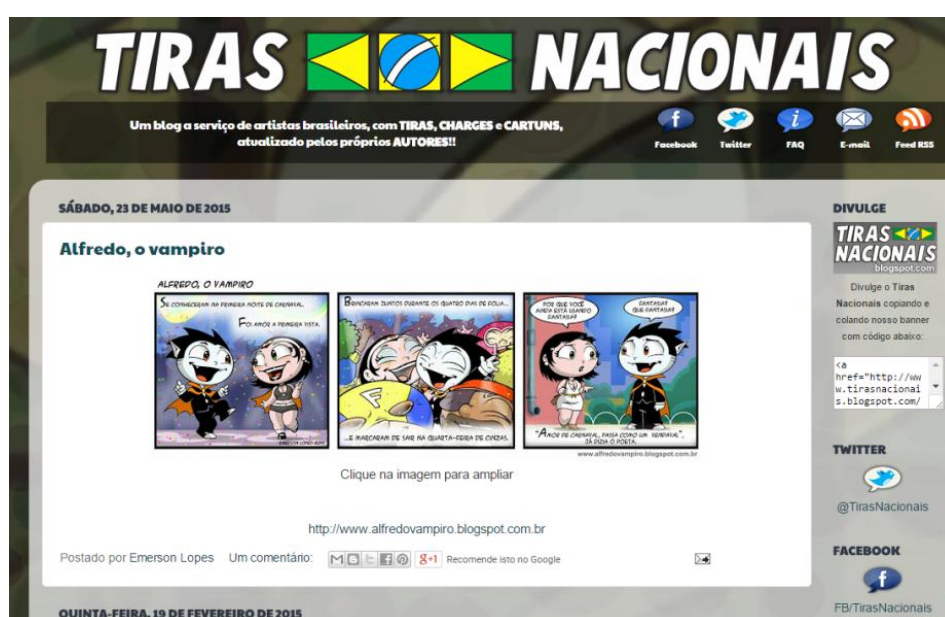 TIRAS NACIONAIS
Um blog a serviço de artistas brasileiros, com TIRAS, CHARGES e CARTUNS,
atualizado pelos próprios AUTORES!!
Facebook Twitter FAQ E-mail Feed RSS
SÁBADO, 23 DE MAIO DE 2015
Alfredo, o vampiro
ALFREDO, O VAMPIRO
SE CONHECERAM NA PRIMEIRA NOITE DE CARNAVAL.
FOI AMOR A PRIMEIRA VISTA.
EMERSON LOPES
BRINCARAM JUNTOS DURANTE OS QUATRO DIAS DE FOLIA...
...E MARCARAM DE SAIR NA QUARTA-FEIRA DE CINZAS.
POR QUE VOCÊ
AINDA ESTÁ USANDO
FANTASIA?
FANTASIA?
QUE FANTASIA?
"AMOR DE CARNAVAL, PASSA COMO UM VENDAVAL",
JÁ DIZIA O POETA.
www.alfredovampiro.blogspot.com.br
Clique na imagem para ampliar
http://www.alfredovampiro.blogspot.com.br
Postado por Emerson Lopes Um comentário:
g+1 Recomende isto no Google
QUINTA-FEIRA, 19 DE FEVEREIRO DE 2015
DIVULGE
TIRAS
NACIONAIS
blogspot.com
Divulge o Tiras
Nacionais copiando e
colando nosso banner
com código abaixo:
<a
href="http://ww
w.tirasnacionai
s.blogspot.com/
TWITTER
@TirasNacionais
FACEBOOK
FB/TirasNacionais